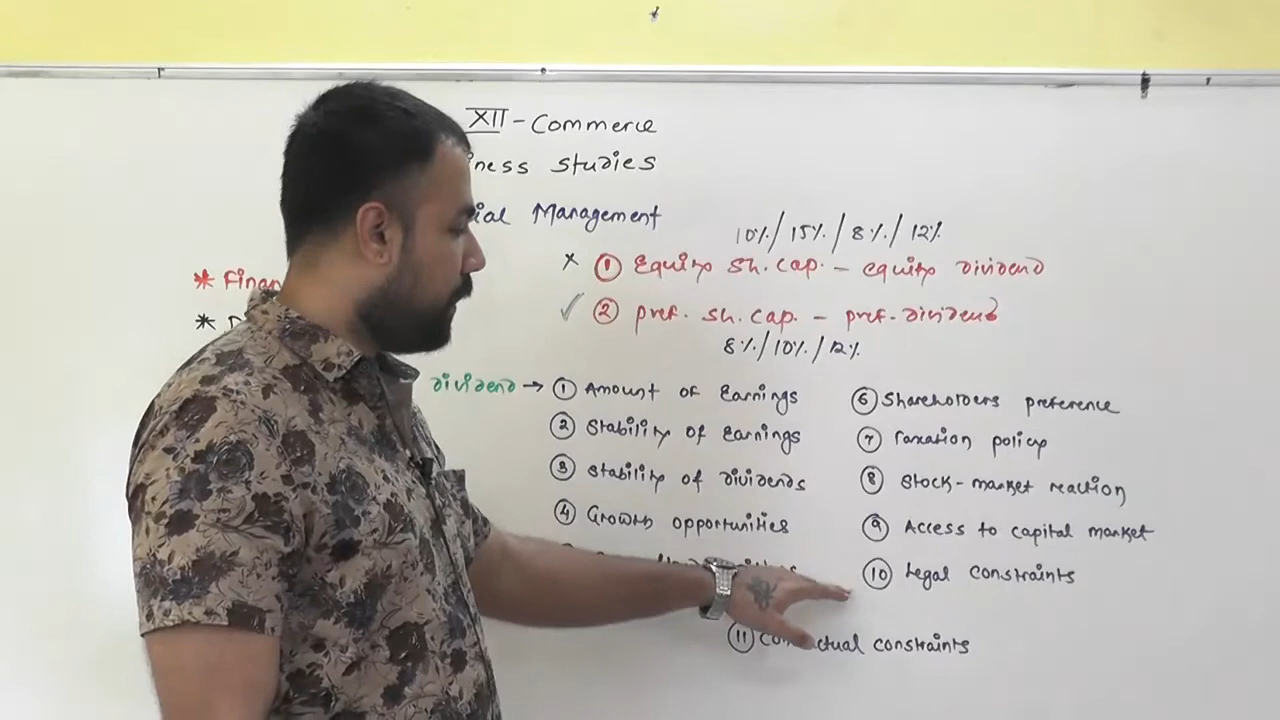 XII - Commerce
iness Studies
ial Management
10% / 15% / 8% / 12%
× ① Equity Sh. Cap. - equity dividend
✓ ② Pref. Sh. Cap. - Pref. dividend
8% / 10% / 12%
* Finan
*
dividend → ① Amount of Earnings
② Stability of Earnings
③ Stability of dividends
④ Growth opportunities
⑥ Shareholders preference
⑦ Taxation policy
⑧ Stock-market reaction
⑨ Access to capital market
⑩ Legal constraints
⑪ constraints